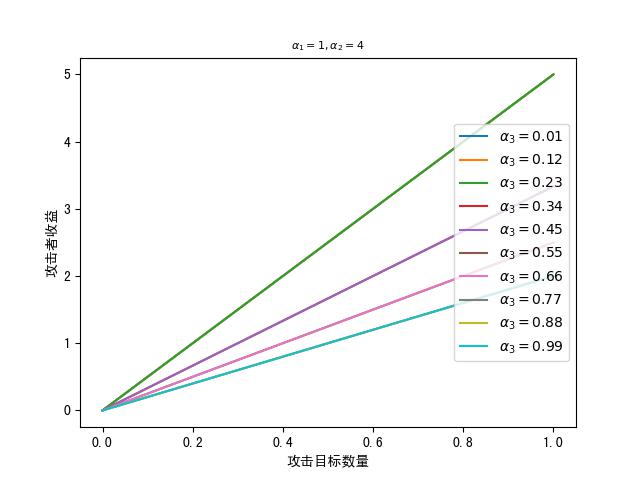 α₁ = 1, α₂ = 4
5
4
3
2
1
0
攻击者收益
0.0 0.2 0.4 0.6 0.8 1.0
攻击目标数量
α₃ = 0.01
α₃ = 0.12
α₃ = 0.23
α₃ = 0.34
α₃ = 0.45
α₃ = 0.55
α₃ = 0.66
α₃ = 0.77
α₃ = 0.88
α₃ = 0.99